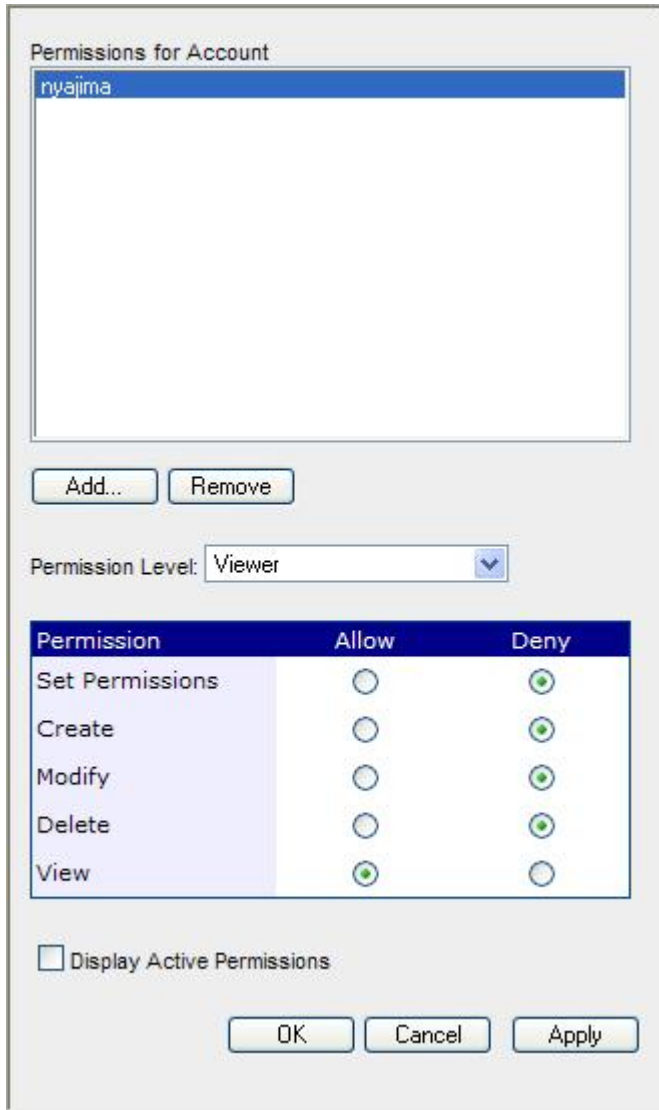 Permissions for Account
nyajima
Add... Remove
Permission Level: Viewer
Permission Allow Deny
Set Permissions
Create
Modify
Delete
View
Display Active Permissions
OK Cancel Apply